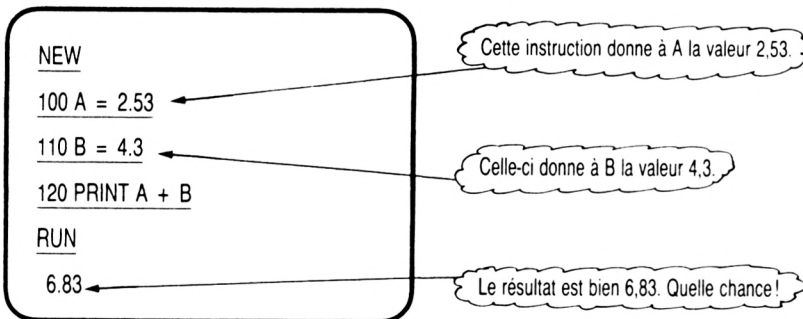 NEW
100 A = 2.53
110 B = 4.3
120 PRINT A + B
RUN
6.83
Cette instruction donne à A la valeur 2,53.
Celle-ci donne à B la valeur 4,3.
Le résultat est bien 6,83. Quelle chance!